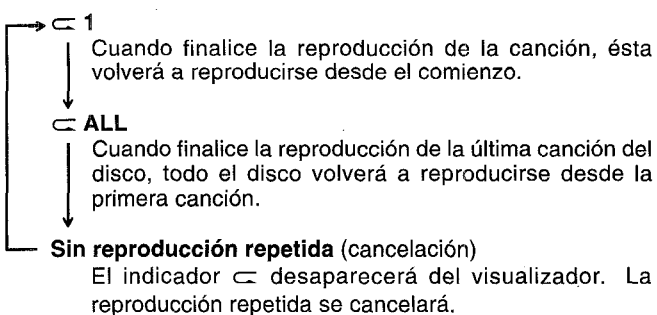 ⊂ 1
Cuando finalice la reproducción de la canción, ésta
volverá a reproducirse desde el comienzo.
⊂ ALL
Cuando finalice la reproducción de la última canción del
disco, todo el disco volverá a reproducirse desde la
primera canción.
Sin reproducción repetida (cancelación)
El indicador ⊂ desaparecerá del visualizador. La
reproducción repetida se cancelará.